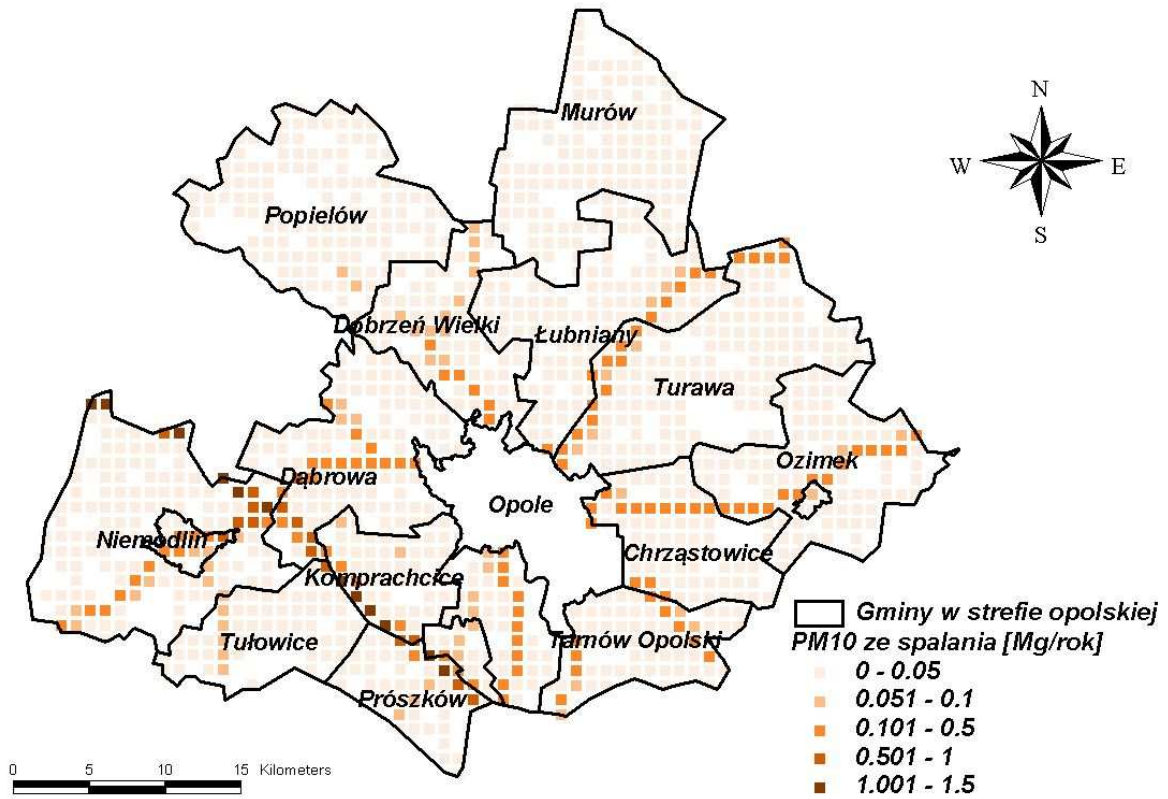 N
W E
S
Murów
Popielów
Dobrzeń Wielki
Łubniany
Turawa
Ozimek
Dąbrowa
Opole
Niemodlin
Chrząstowice
Komprachcice
Tułowice
Tarnów Opolski
Prószków
Gminy w strefie opolskiej
PM10 ze spalania [Mg/rok]
0 - 0.05
0.051 - 0.1
0.101 - 0.5
0.501 - 1
1.001 - 1.5
0 5 10 15 Kilometers